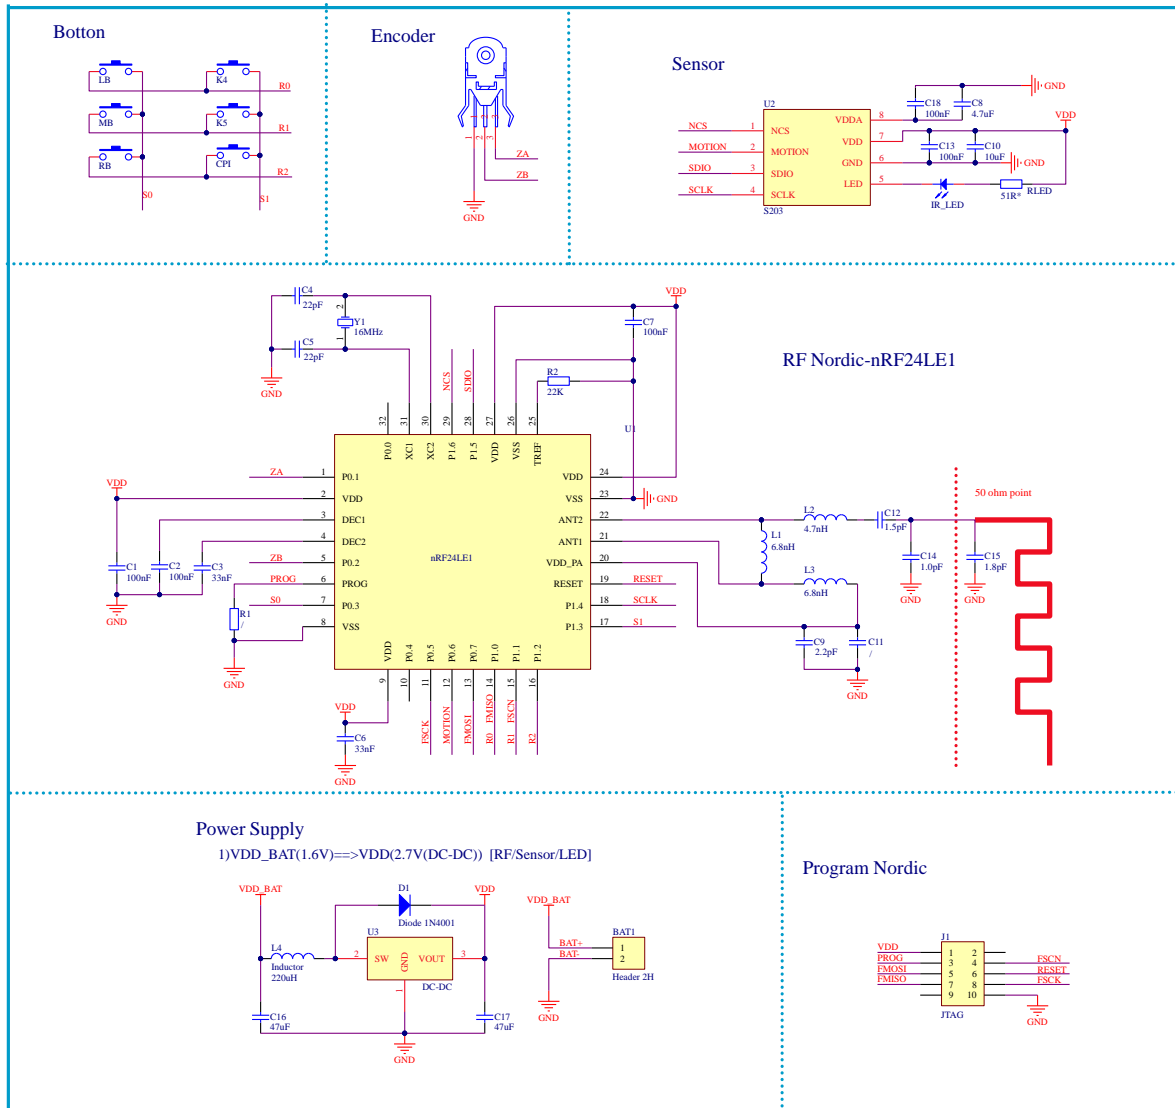 Botton
LB
K4
R0
MB
K5
R1
RB
CPI
R2
S0
S1
Encoder
1
2
3
1
2
3
ZA
ZB
GND
Sensor
U2
NCS
1
NCS
MOTION
2
MOTION
SDIO
3
SDIO
SCLK
4
SCLK
S203
VDDA
8
VDD
7
GND
6
LED
5
C18
100nF
C8
4.7uF
GND
VDD
C13
100nF
C10
10uF
GND
IR_LED
51R*
RLED
RF Nordic-nRF24LE1
C4
22pF
C5
22pF
2
Y1
16MHz
1
GND
NCS
SDIO
VDD
C7
100nF
R2
22K
U1
32
31
30
29
28
27
26
25
P0.0
XC1
XC2
P1.6
P1.5
VDD
VSS
TREF
ZA
1
P0.1
VDD
2
VDD
3
DEC1
4
DEC2
ZB
5
P0.2
PROG
6
PROG
S0
7
P0.3
8
VSS
nRF24LE1
VDD
24
VSS
23
GND
ANT2
22
ANT1
21
VDD_PA
20
RESET
19
RESET
P1.4
18
SCLK
P1.3
17
S1
C1
100nF
C2
100nF
C3
33nF
GND
R1
/
GND
VDD
P0.4
P0.5
P0.6
P0.7
P1.0
P1.1
P1.2
9
10
11
12
13
14
15
16
FSCK
MOTION
FMOSI
R0 FMISO
R1 FSCN
R2
VDD
C6
33nF
GND
L1
6.8nH
L2
4.7nH
L3
6.8nH
C12
1.5pF
C14
1.0pF
GND
C15
1.8pF
GND
C9
2.2pF
C11
/
GND
50 ohm point
Power Supply
1)VDD_BAT(1.6V)==>VDD(2.7V(DC-DC)) [RF/Sensor/LED]
VDD_BAT
D1
Diode 1N4001
VDD
L4
Inductor
220uH
U3
2
SW
GND
VOUT
3
1
DC-DC
C16
47uF
C17
47uF
GND
VDD_BAT
BAT+
BAT-
BAT1
1
2
Header 2H
GND
Program Nordic
J1
VDD
1
2
PROG
3
4
FSCN
FMOSI
5
6
RESET
FMISO
7
8
FSCK
9
10
JTAG
GND